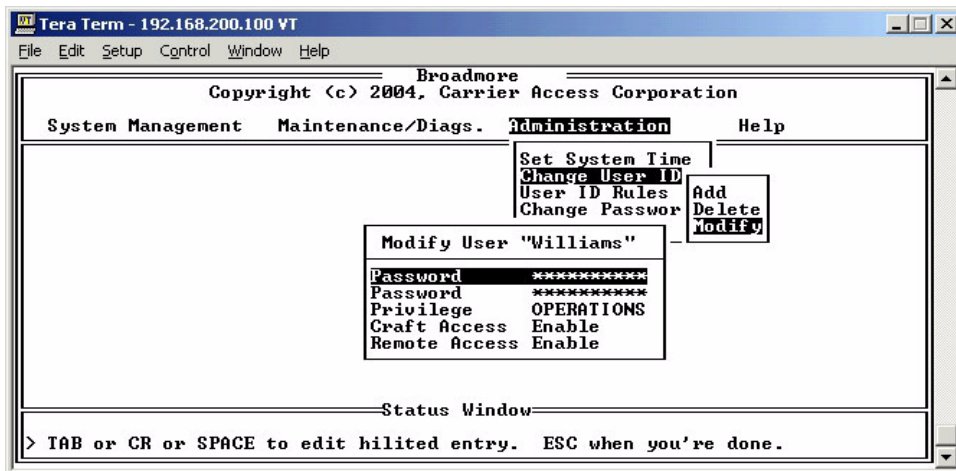 Tera Term - 192.168.200.100 VT
File Edit Setup Control Window Help
Broadmore
Copyright (c) 2004, Carrier Access Corporation
System Management Maintenance/Diags. Administration Help
Set System Time
Change User ID
User ID Rules
Change Passwor
Add
Delete
Modify
Modify User "Williams"
Password **********
Password **********
Privilege OPERATIONS
Craft Access Enable
Remote Access Enable
Status Window
> TAB or CR or SPACE to edit hilited entry. ESC when you're done.